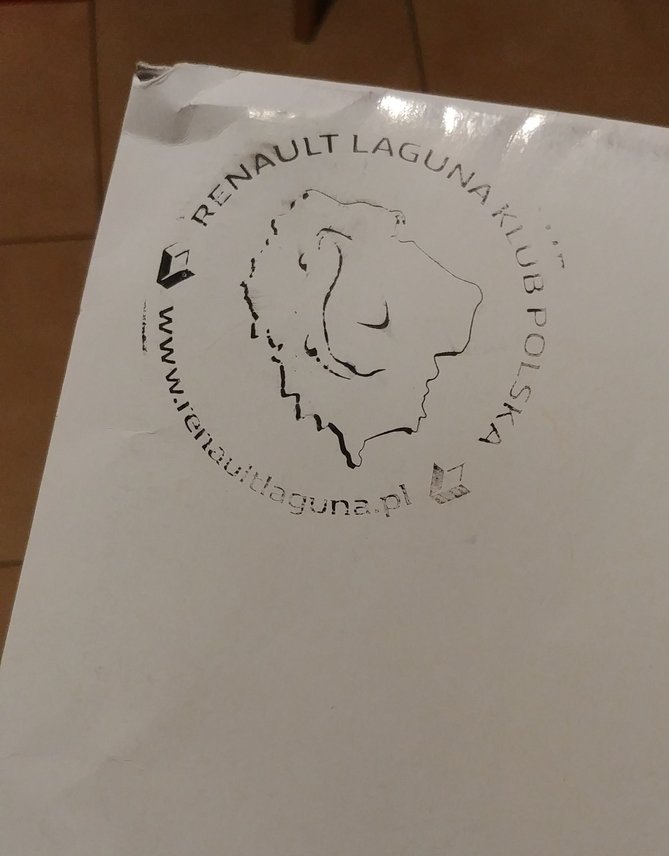 RENAULT LAGUNA KLUB POLSKA
www.renaultlaguna.pl